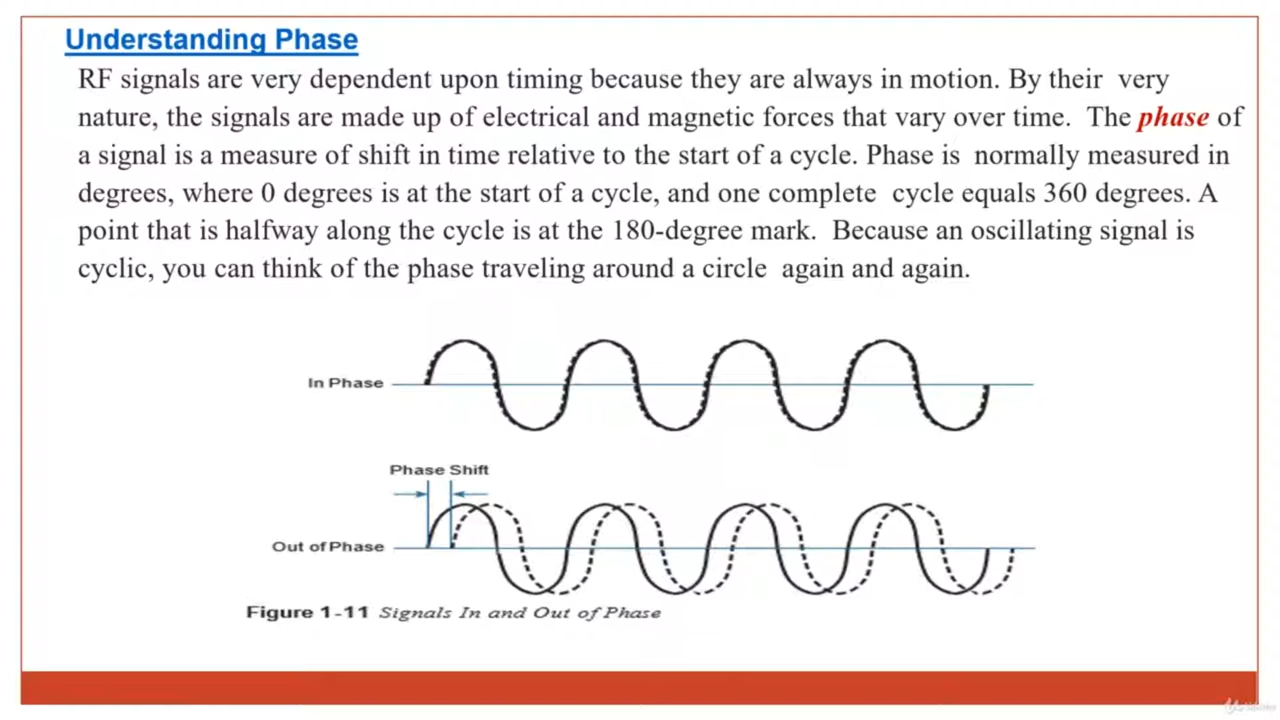 Understanding Phase
RF signals are very dependent upon timing because they are always in motion. By their very
nature, the signals are made up of electrical and magnetic forces that vary over time. The phase of
a signal is a measure of shift in time relative to the start of a cycle. Phase is normally measured in
degrees, where 0 degrees is at the start of a cycle, and one complete cycle equals 360 degrees. A
point that is halfway along the cycle is at the 180-degree mark. Because an oscillating signal is
cyclic, you can think of the phase traveling around a circle again and again.
In Phase
Phase Shift
Out of Phase
Figure 1-11 Signals In and Out of Phase